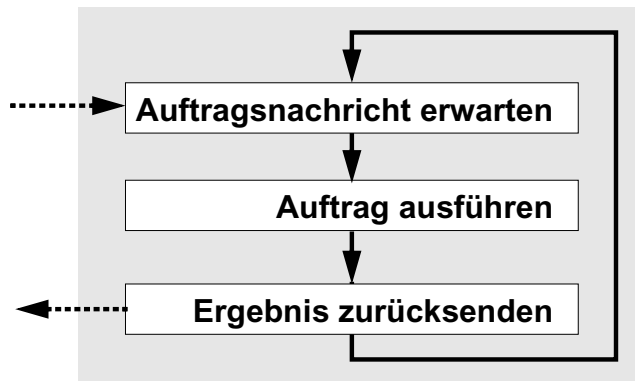 Auftragsnachricht erwarten
Auftrag ausführen
Ergebnis zurücksenden